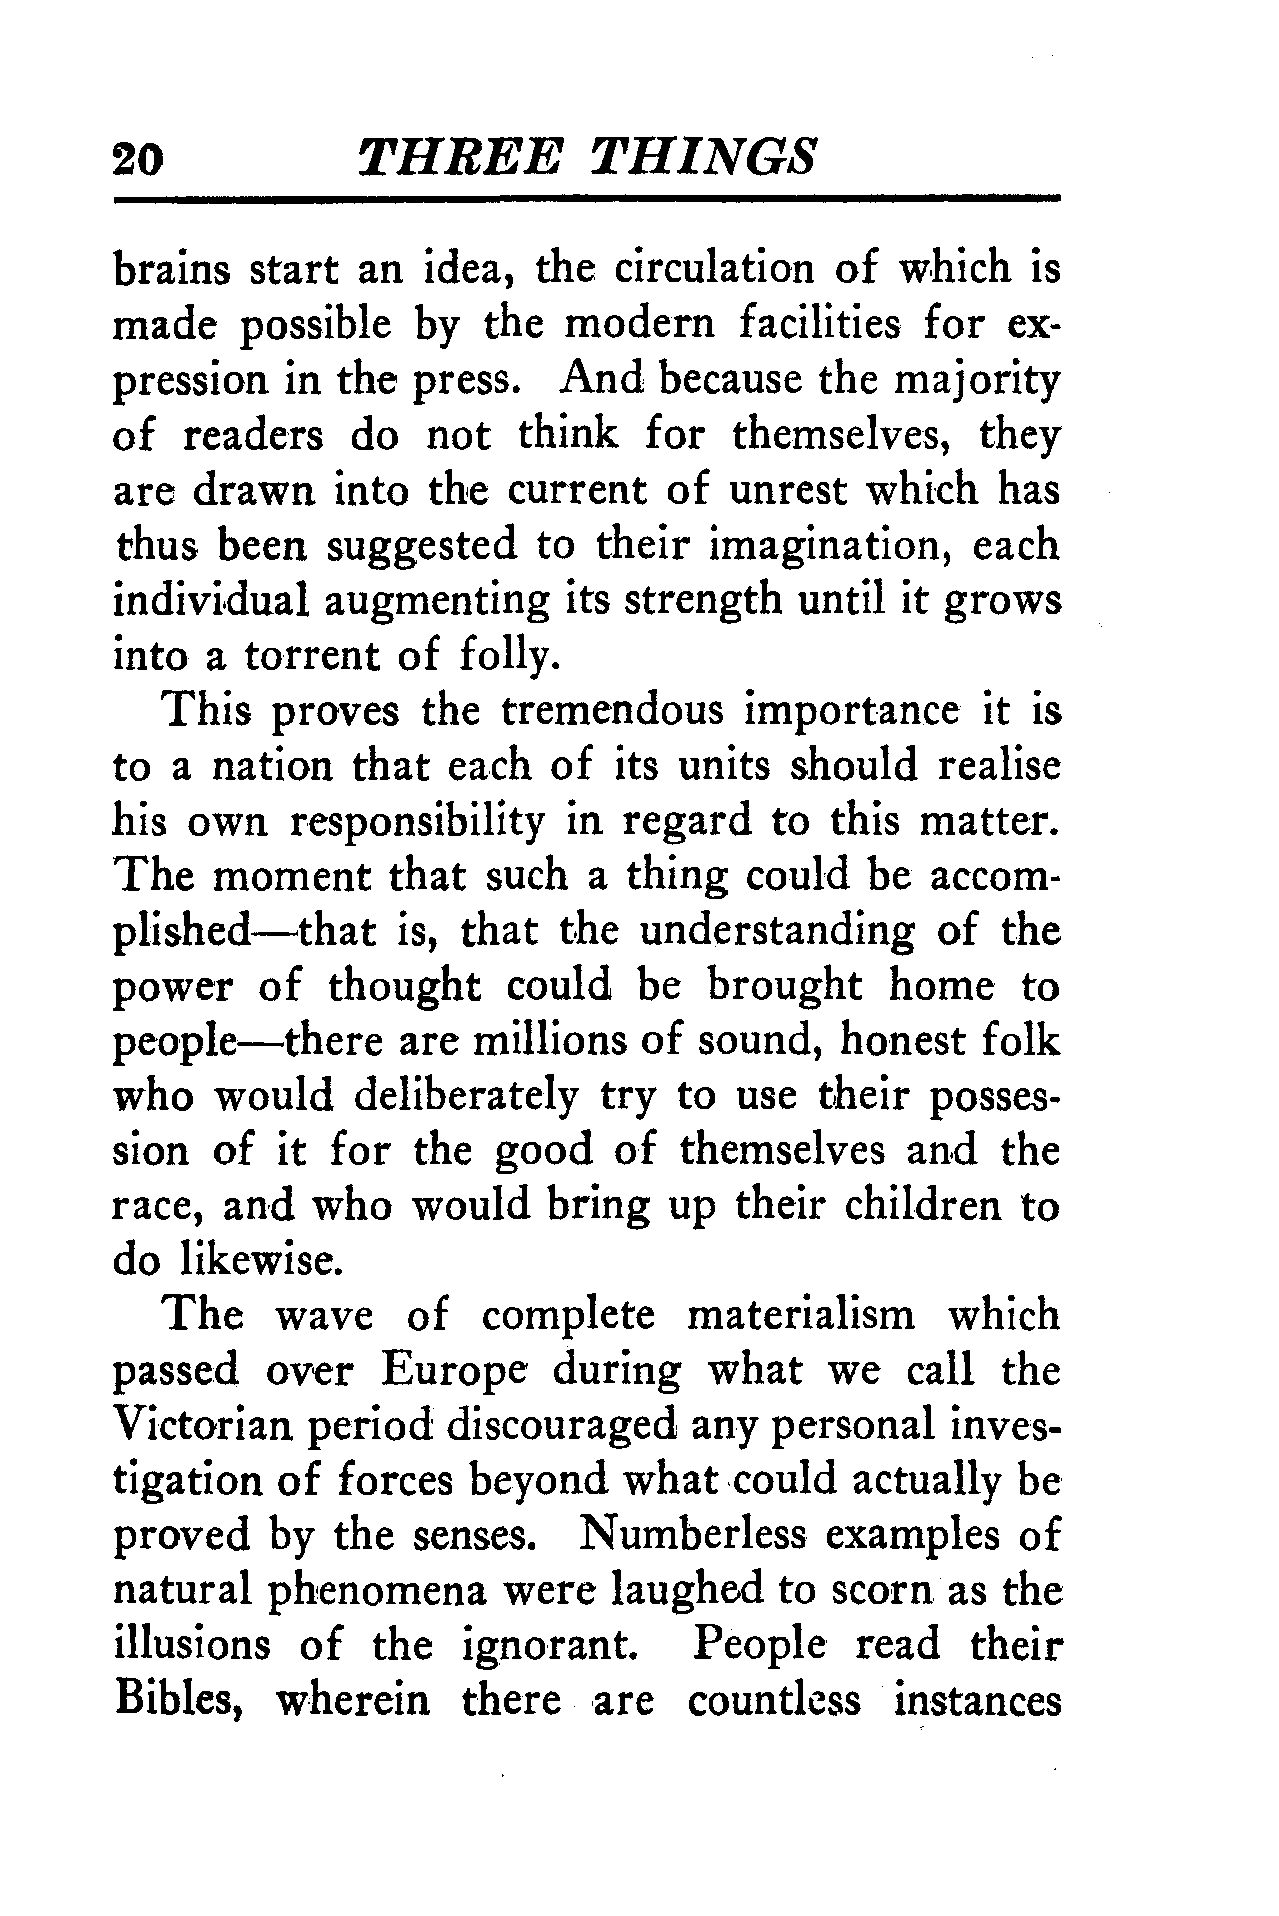 20 THREE THINGS
brains start an idea, the circulation of which is
made possible by the modern facilities for ex-
pression in the press. And because the majority
of readers do not think for themselves, they
are drawn into the current of unrest which has
thus been suggested to their imagination, each
individual augmenting its strength until it grows
into a torrent of folly.
This proves the tremendous importance it is
to a nation that each of its units should realise
his own responsibility in regard to this matter.
The moment that such a thing could be accom-
plished—that is, that the understanding of the
power of thought could be brought home to
people—there are millions of sound, honest folk
who would deliberately try to use their posses-
sion of it for the good of themselves and the
race, and who would bring up their children to
do likewise.
The wave of complete materialism which
passed over Europe during what we call the
Victorian period discouraged any personal inves-
tigation of forces beyond what could actually be
proved by the senses. Numberless examples of
natural phenomena were laughed to scorn as the
illusions of the ignorant. People read their
Bibles, wherein there are countless instances